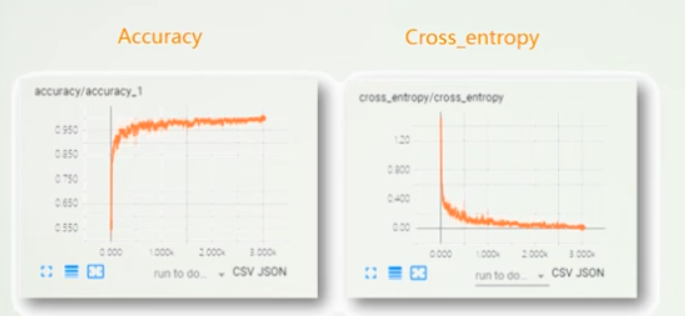 Accuracy
Cross_entropy
accuracy/accuracy_1
0.950
0.850
0.750
0.650
0.550
0.000 1.000k 2.000k 3.000k
run to do... CSV JSON
cross_entropy/cross_entropy
1.20
0.800
0.400
0.00
0.000 1.000k 2.000k 3.000k
run to do... CSV JSON